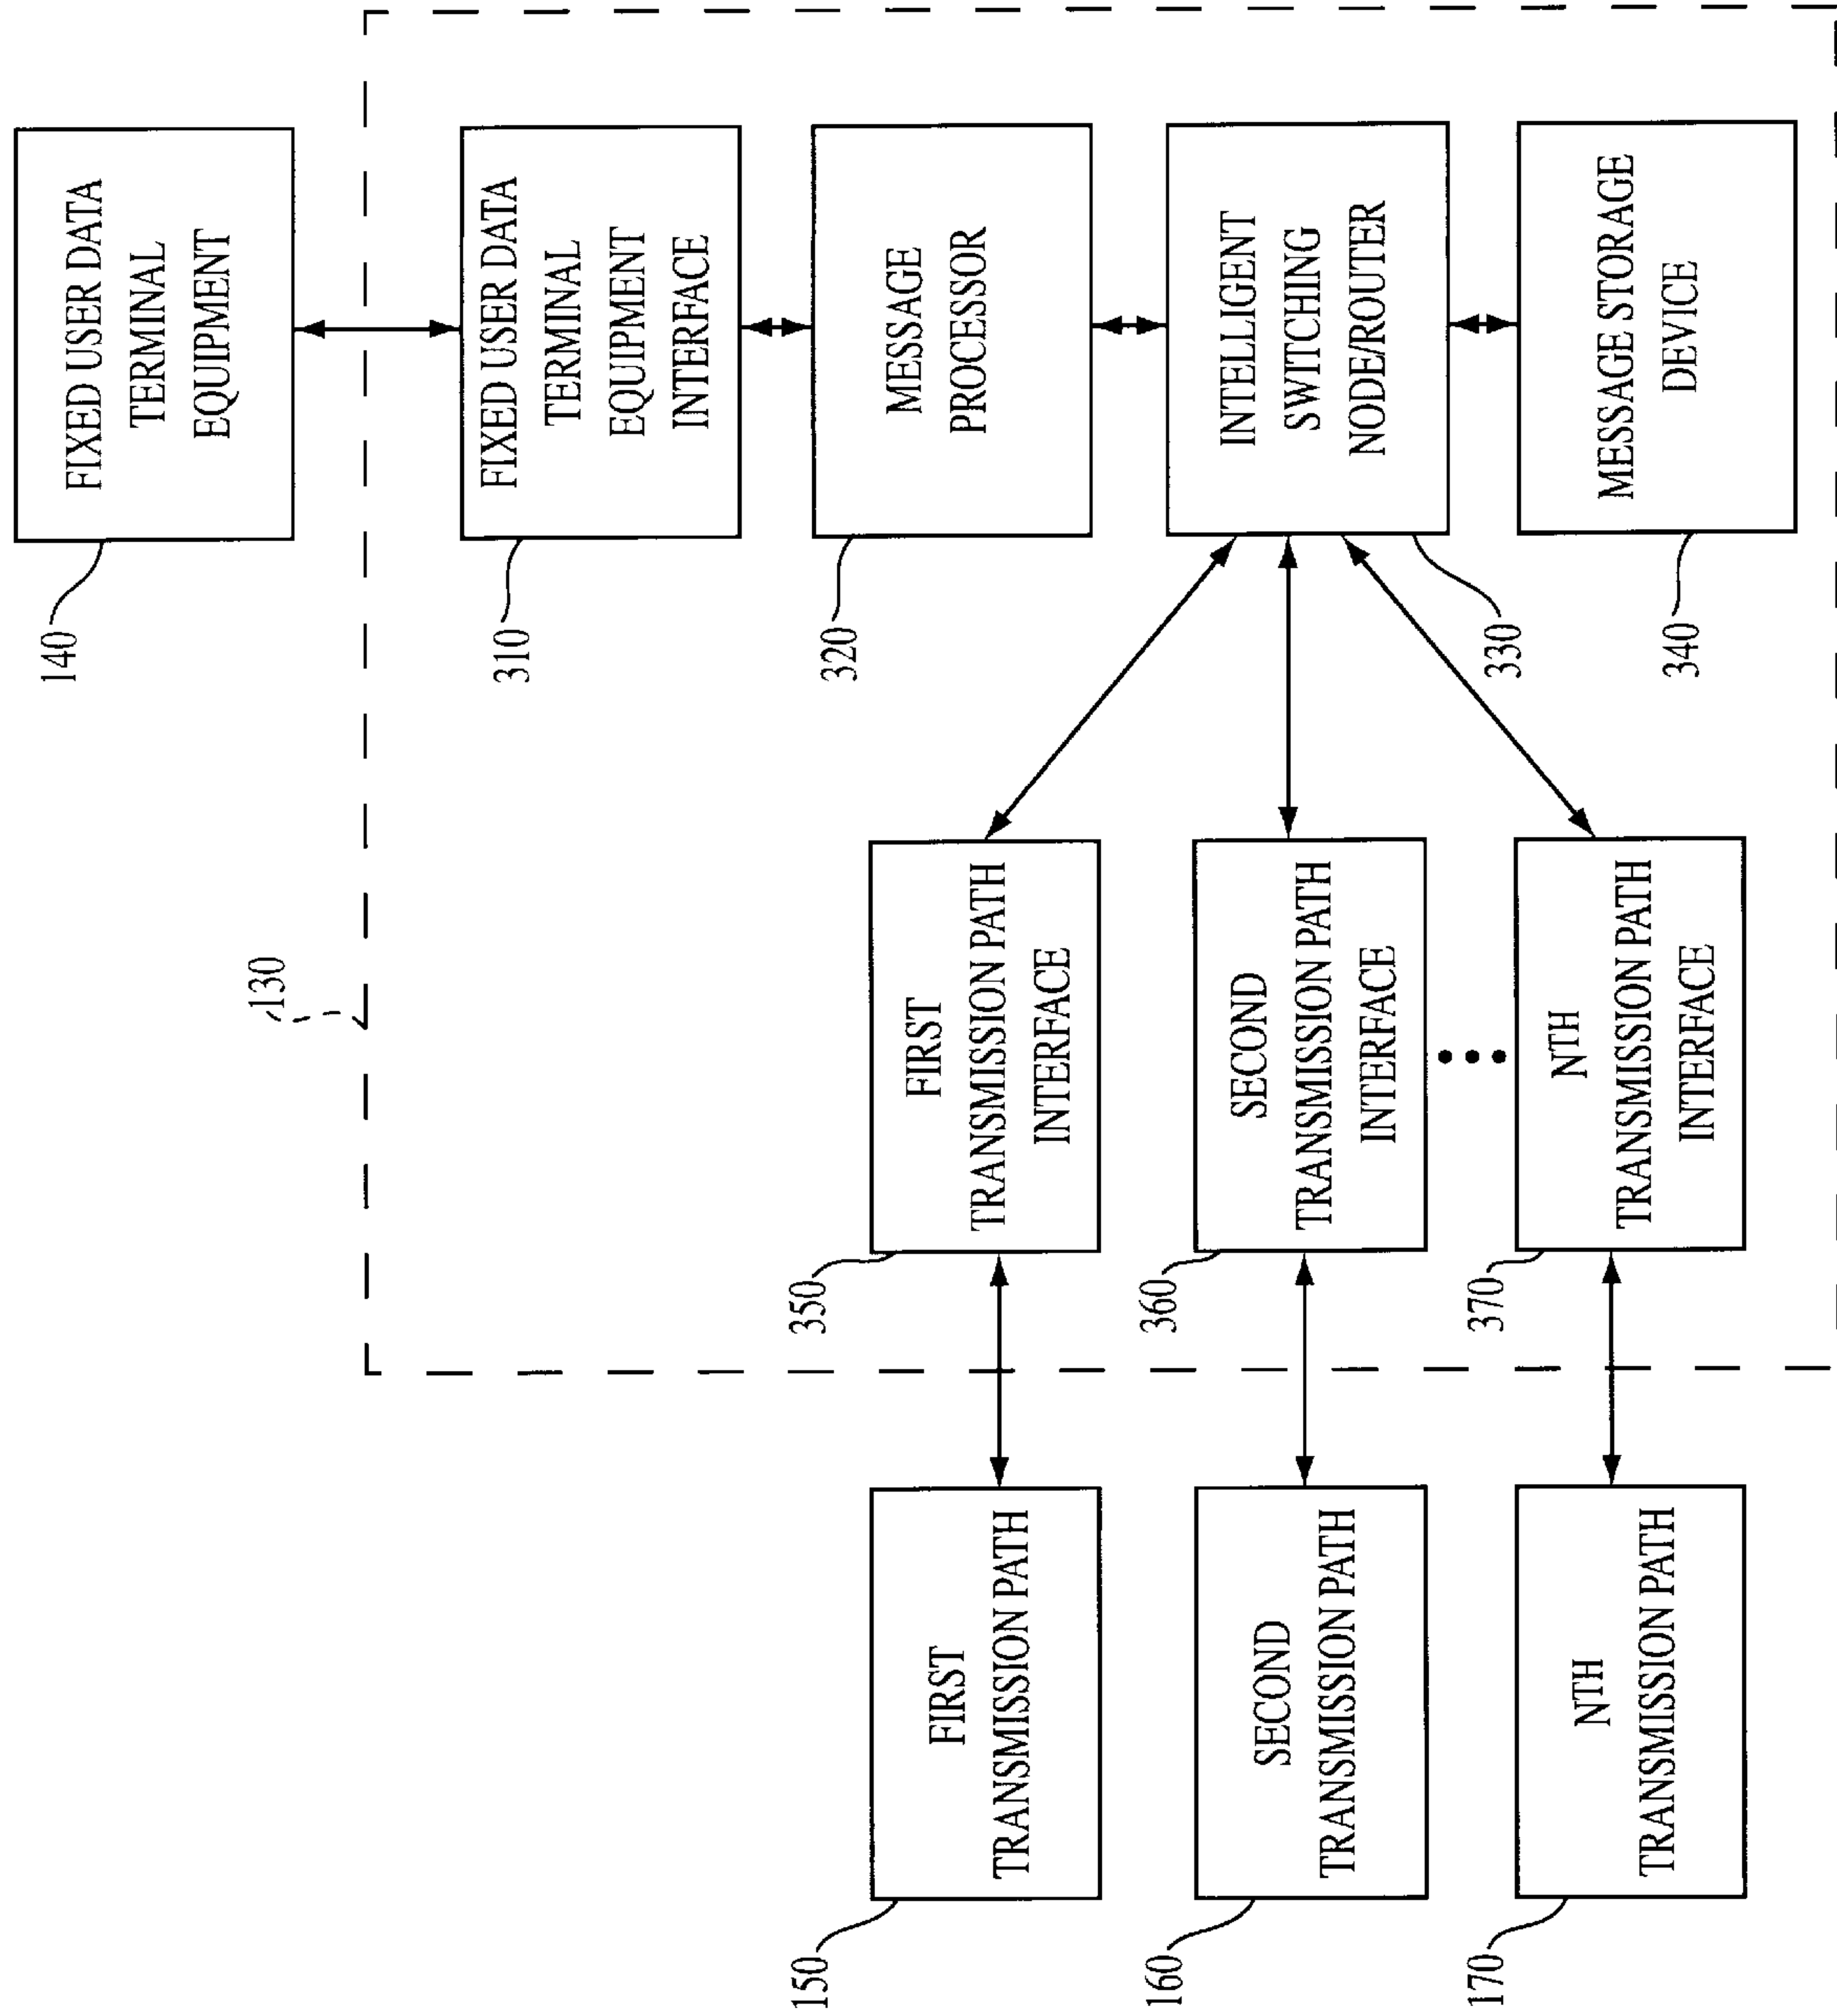 FIXED USER DATA
TERMINAL
EQUIPMENT
140
130
FIXED USER DATA
TERMINAL
EQUIPMENT
INTERFACE
310
MESSAGE
PROCESSOR
320
INTELLIGENT
SWITCHING
NODE/ROUTER
330
MESSAGE STORAGE
DEVICE
340
FIRST
TRANSMISSION PATH
INTERFACE
350
SECOND
TRANSMISSION PATH
INTERFACE
360
NTH
TRANSMISSION PATH
INTERFACE
370
FIRST
TRANSMISSION PATH
150
SECOND
TRANSMISSION PATH
160
NTH
TRANSMISSION PATH
170